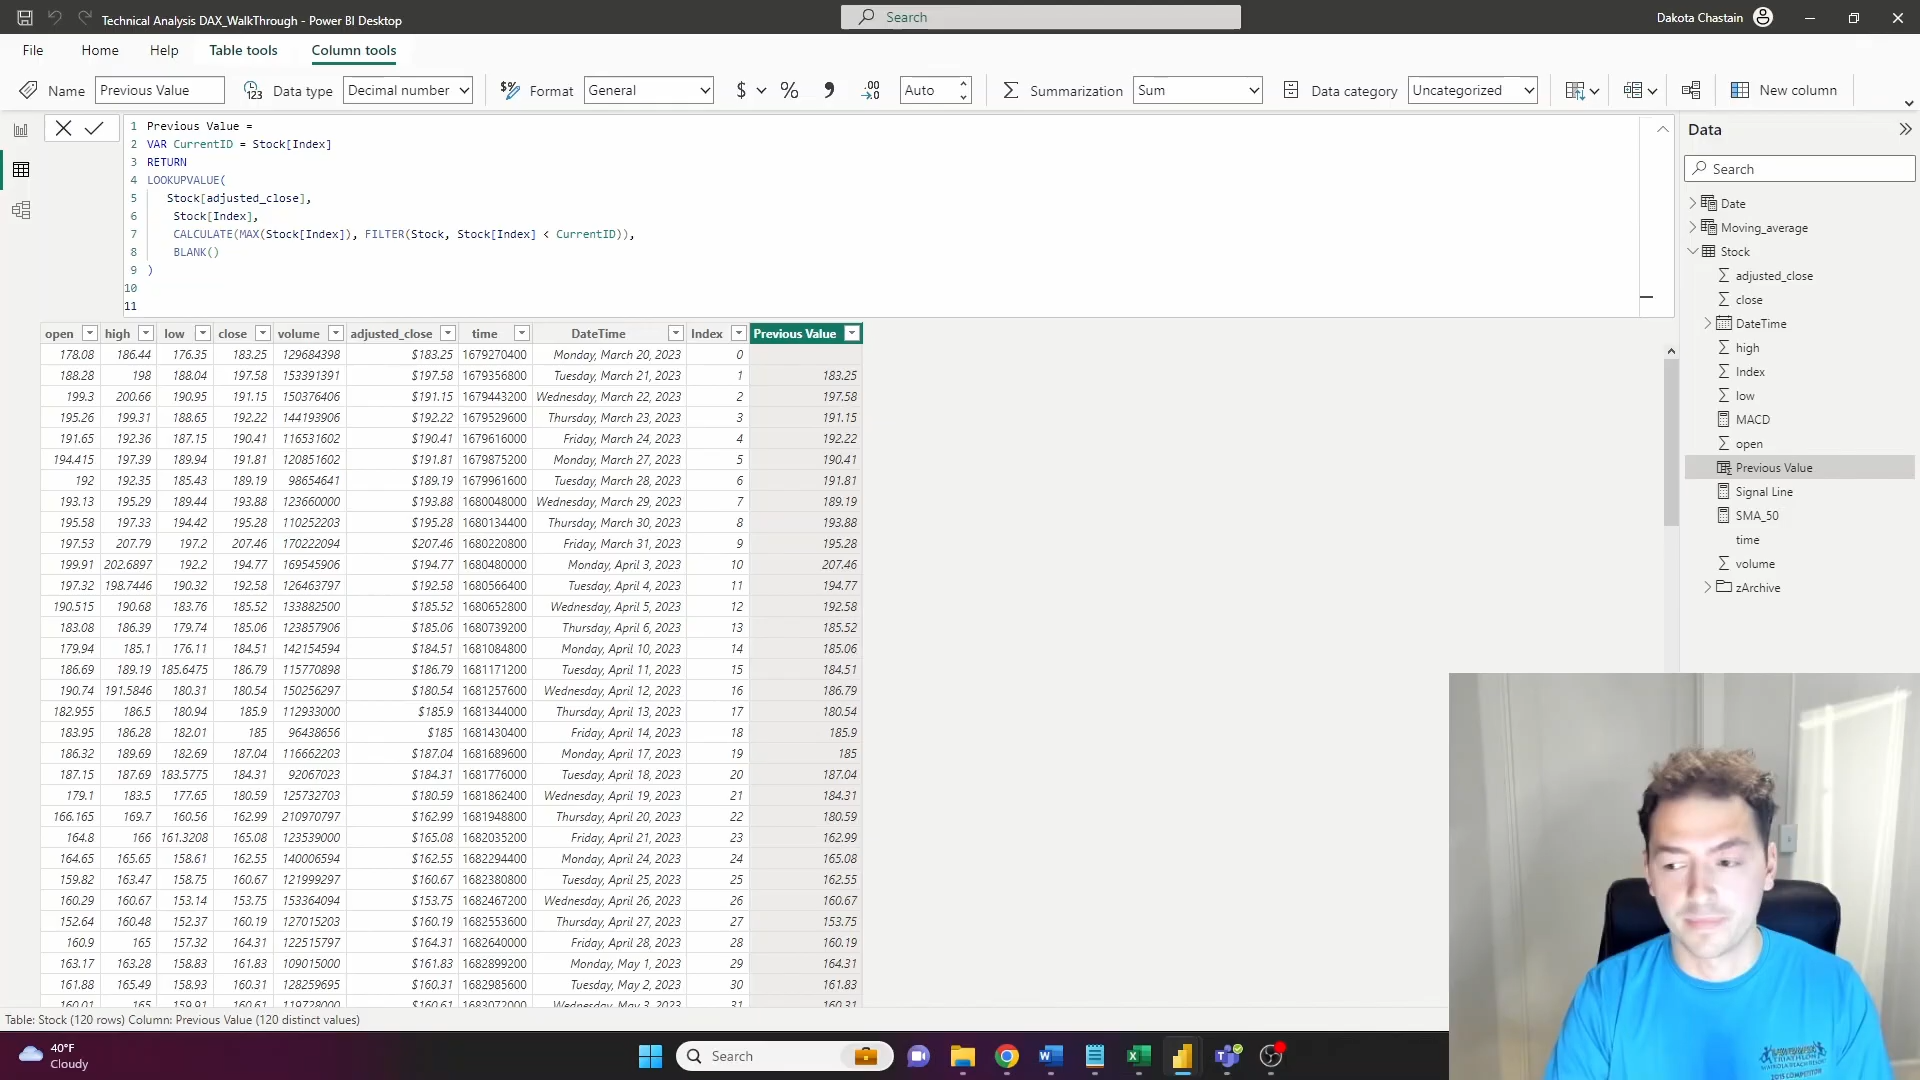 Technical Analysis DAX_WalkThrough - Power BI Desktop
Search
Dakota Chastain
File Home Help Table tools Column tools
Name Previous Value Data type Decimal number Format General $ % , .00 Auto Summarization Sum Data category Uncategorized New column
1 Previous Value =
2 VAR CurrentID = Stock[Index]
3 RETURN
4 LOOKUPVALUE(
5 Stock[adjusted_close],
6 Stock[Index],
7 CALCULATE(MAX(Stock[Index]), FILTER(Stock, Stock[Index] < CurrentID)),
8 BLANK()
9 )
10
11
open high low close volume adjusted_close time DateTime Index Previous Value
178.08 186.44 176.35 183.25 129684398 $183.25 1679270400 Monday, March 20, 2023 0
188.28 198 188.04 197.58 153391391 $197.58 1679356800 Tuesday, March 21, 2023 1 183.25
199.3 200.66 190.95 191.15 150376406 $191.15 1679443200 Wednesday, March 22, 2023 2 197.58
195.26 199.31 188.65 192.22 144193906 $192.22 1679529600 Thursday, March 23, 2023 3 191.15
191.65 192.36 187.15 190.41 116531602 $190.41 1679616000 Friday, March 24, 2023 4 192.22
194.415 197.39 189.94 191.81 120851602 $191.81 1679875200 Monday, March 27, 2023 5 190.41
192 192.35 185.43 189.19 98654641 $189.19 1679961600 Tuesday, March 28, 2023 6 191.81
193.13 195.29 189.44 193.88 123660000 $193.88 1680048000 Wednesday, March 29, 2023 7 189.19
195.58 197.33 194.42 195.28 110252203 $195.28 1680134400 Thursday, March 30, 2023 8 193.88
197.53 207.79 197.2 207.46 170222094 $207.46 1680220800 Friday, March 31, 2023 9 195.28
199.91 202.6897 192.2 194.77 169545906 $194.77 1680480000 Monday, April 3, 2023 10 207.46
197.32 198.7446 190.32 192.58 126463797 $192.58 1680566400 Tuesday, April 4, 2023 11 194.77
190.515 190.68 183.76 185.52 133882500 $185.52 1680652800 Wednesday, April 5, 2023 12 192.58
183.08 186.39 179.74 185.06 123857906 $185.06 1680739200 Thursday, April 6, 2023 13 185.52
179.94 185.1 176.11 184.51 142154594 $184.51 1681084800 Monday, April 10, 2023 14 185.06
186.69 189.19 185.6475 186.79 115770898 $186.79 1681171200 Tuesday, April 11, 2023 15 184.51
190.74 191.5846 180.31 180.54 150256297 $180.54 1681257600 Wednesday, April 12, 2023 16 186.79
182.955 186.5 180.94 185.9 112933000 $185.9 1681344000 Thursday, April 13, 2023 17 180.54
183.95 186.28 182.01 185 96438656 $185 1681430400 Friday, April 14, 2023 18 185.9
186.32 189.69 182.69 187.04 116662203 $187.04 1681689600 Monday, April 17, 2023 19 185
187.15 187.69 183.5775 184.31 92067023 $184.31 1681776000 Tuesday, April 18, 2023 20 187.04
179.1 183.5 177.65 180.59 125732703 $180.59 1681862400 Wednesday, April 19, 2023 21 184.31
166.165 169.7 160.56 162.99 210970797 $162.99 1681948800 Thursday, April 20, 2023 22 180.59
164.8 166 161.3208 165.08 123539000 $165.08 1682035200 Friday, April 21, 2023 23 162.99
164.65 165.65 158.61 162.55 140006594 $162.55 1682294400 Monday, April 24, 2023 24 165.08
159.82 163.47 158.75 160.67 121999297 $160.67 1682380800 Tuesday, April 25, 2023 25 162.55
160.29 160.67 153.14 153.75 153364094 $153.75 1682467200 Wednesday, April 26, 2023 26 160.67
152.64 160.48 152.37 160.19 127015203 $160.19 1682553600 Thursday, April 27, 2023 27 153.75
160.9 165 157.32 164.31 122515797 $164.31 1682640000 Friday, April 28, 2023 28 160.19
163.17 163.28 158.83 161.83 109015000 $161.83 1682899200 Monday, May 1, 2023 29 164.31
161.88 165.49 158.93 160.31 128259695 $160.31 1682985600 Tuesday, May 2, 2023 30 161.83
160.01 165 159.91 160.61 119728000 $160.61 1683072000 Wednesday, May 3, 2023 31 160.31
Table: Stock (120 rows) Column: Previous Value (120 distinct values)
Data
Search
Date
Moving_average
Stock
adjusted_close
close
DateTime
high
Index
low
MACD
open
Previous Value
Signal Line
SMA_50
time
volume
zArchive
40°F
Cloudy
Search
TRIATHLON